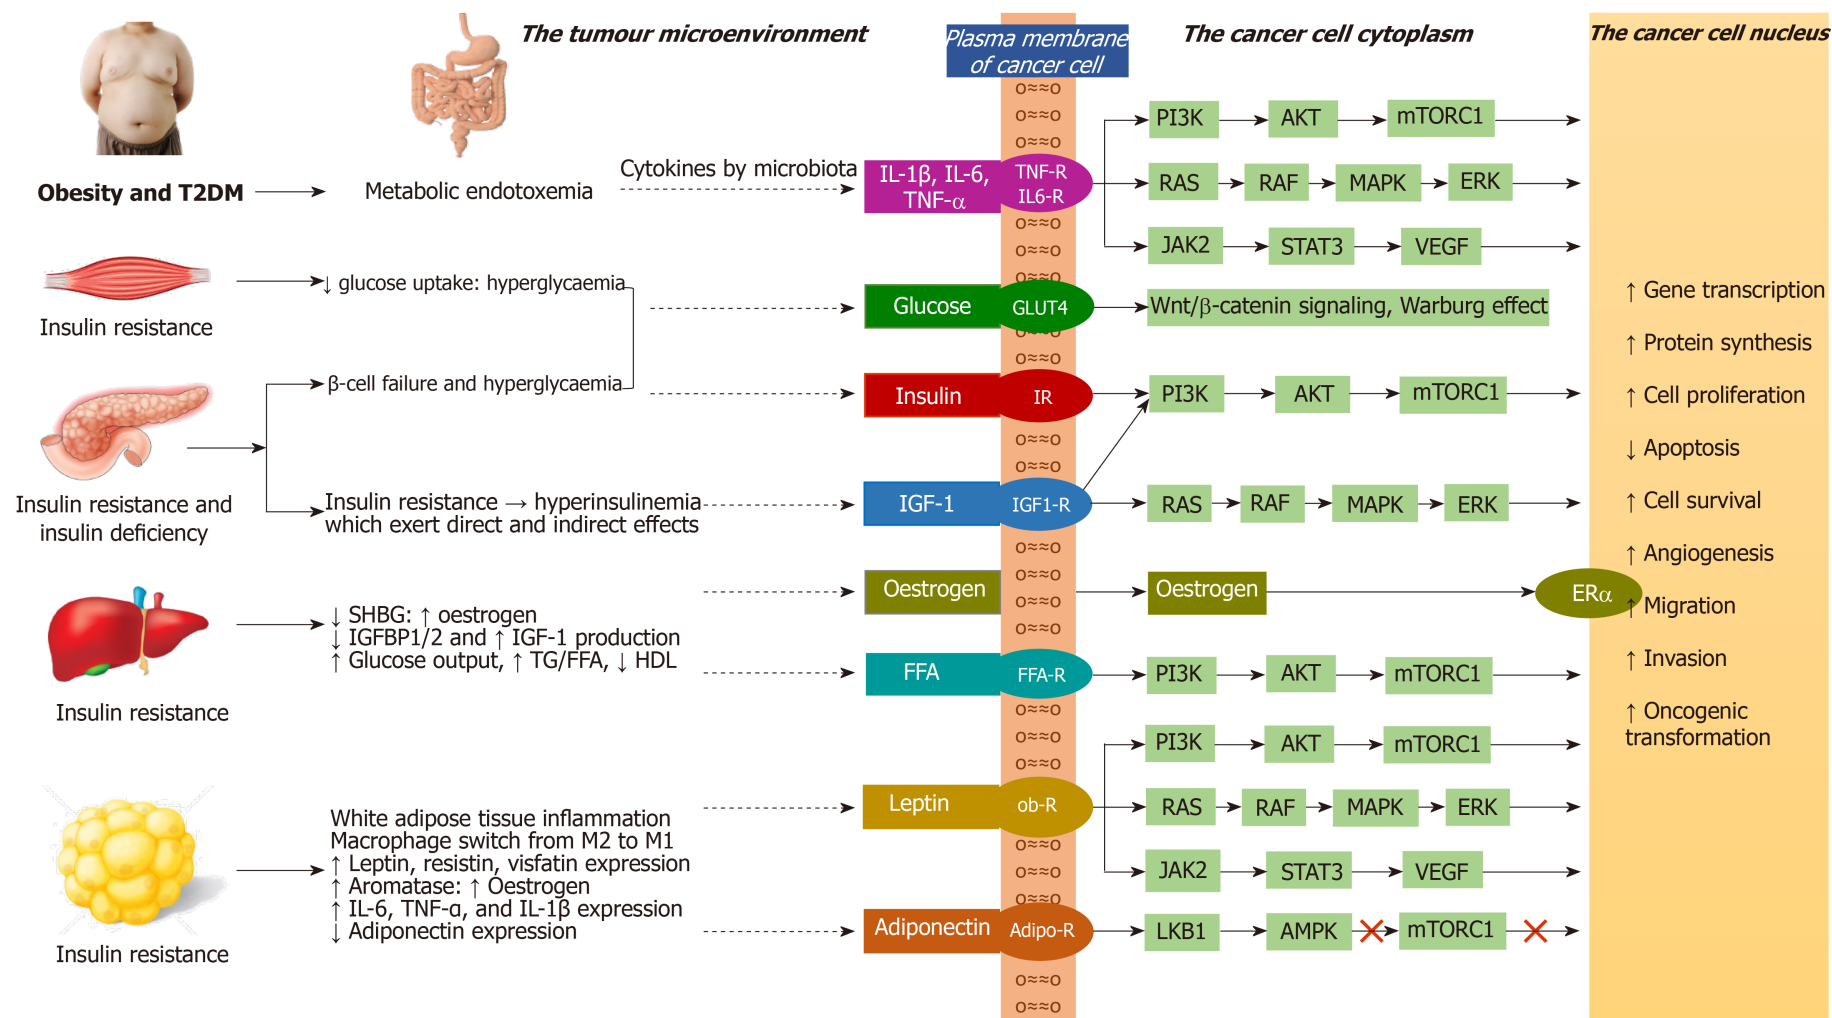 The tumour microenvironment
Plasma membrane
of cancer cell
The cancer cell cytoplasm
The cancer cell nucleus
o≈≈o
o≈≈o
o≈≈o
PI3K
AKT
mTORC1
Obesity and T2DM
Metabolic endotoxemia
Cytokines by microbiota
IL-1β, IL-6,
TNF-α
TNF-R
IL6-R
RAS
RAF
MAPK
ERK
o≈≈o
o≈≈o
o≈≈o
JAK2
STAT3
VEGF
Insulin resistance
↓ glucose uptake: hyperglycaemia
Glucose
GLUT4
Wnt/β-catenin signaling, Warburg effect
o≈≈o
o≈≈o
β-cell failure and hyperglycaemia
Insulin
IR
PI3K
AKT
mTORC1
o≈≈o
o≈≈o
Insulin resistance and
insulin deficiency
Insulin resistance → hyperinsulinemia
which exert direct and indirect effects
IGF-1
IGF1-R
RAS
RAF
MAPK
ERK
o≈≈o
o≈≈o
o≈≈o
o≈≈o
Oestrogen
Oestrogen
ERα
Insulin resistance
↓ SHBG: ↑ oestrogen
↓ IGFBP1/2 and ↑ IGF-1 production
↑ Glucose output, ↑ TG/FFA, ↓ HDL
FFA
FFA-R
PI3K
AKT
mTORC1
o≈≈o
o≈≈o
o≈≈o
PI3K
AKT
mTORC1
Leptin
ob-R
RAS
RAF
MAPK
ERK
o≈≈o
o≈≈o
o≈≈o
JAK2
STAT3
VEGF
Insulin resistance
White adipose tissue inflammation
Macrophage switch from M2 to M1
↑ Leptin, resistin, visfatin expression
↑ Aromatase: ↑ Oestrogen
↑ IL-6, TNF-α, and IL-1β expression
↓ Adiponectin expression
Adiponectin
Adipo-R
LKB1
AMPK
mTORC1
o≈≈o
o≈≈o
↑ Gene transcription
↑ Protein synthesis
↑ Cell proliferation
↓ Apoptosis
↑ Cell survival
↑ Angiogenesis
↑ Migration
↑ Invasion
↑ Oncogenic
transformation